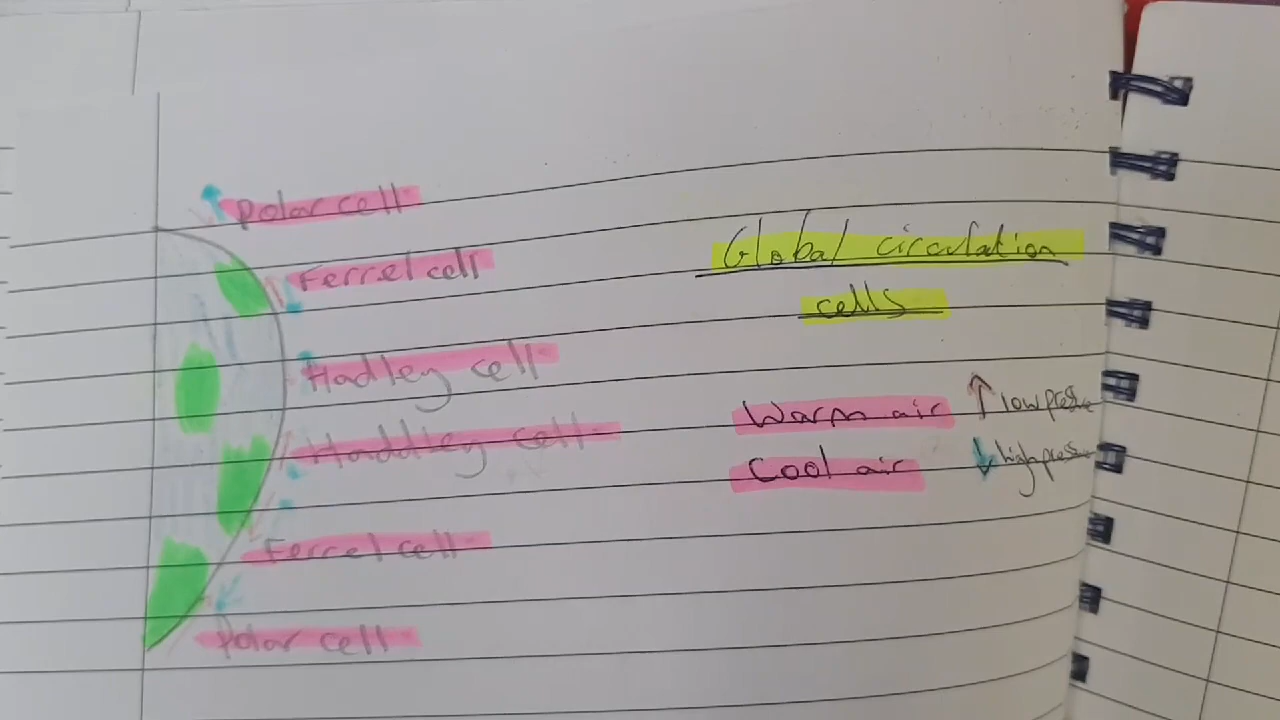 Polar cell
Ferrel cell
Global circulation
cells
Hadley cell
Haddley cell
Warm air ↑ low pressure
Cool air ↓ high pressure
Ferrel cell
Polar cell